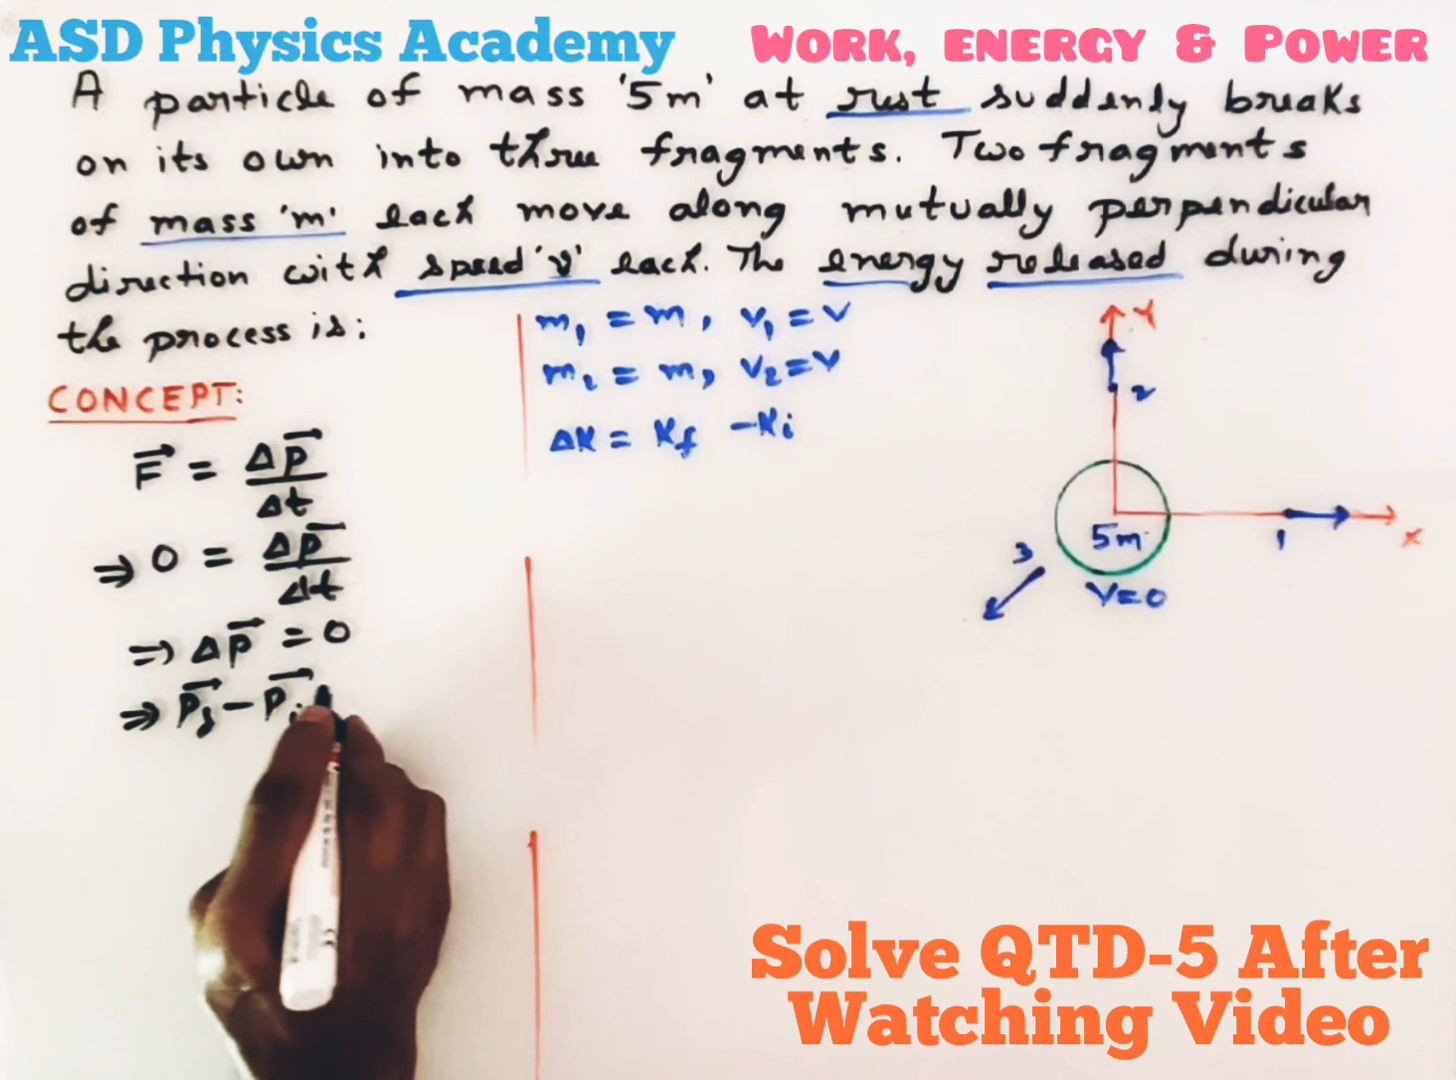 ASD Physics Academy
WORK, ENERGY & POWER
A particle of mass '5m' at rest suddenly breaks
on its own into three fragments. Two fragments
of mass 'm' each move along mutually perpendicular
direction with speed 'v' each. The energy released during
the process is:
CONCEPT:
F⃗ = Δp⃗/Δt
⇒ 0 = Δp⃗/Δt
⇒ Δp⃗ = 0
⇒ p⃗f - p⃗i
m₁ = m, v₁ = v
m₂ = m, v₂ = v
ΔK = Kf - Ki
Y
2
5m
1
X
3
V=0
Solve QTD-5 After
Watching Video